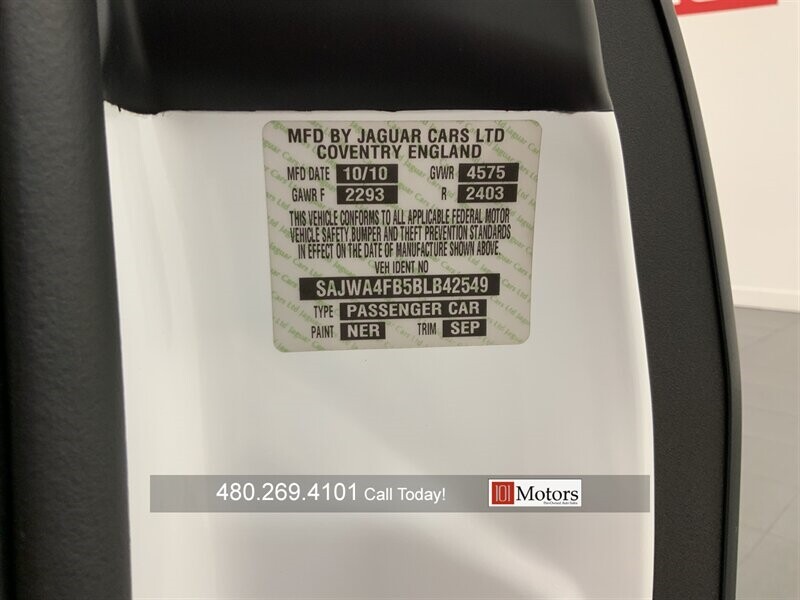 MFD BY JAGUAR CARS LTD
COVENTRY ENGLAND
MFD DATE 10/10 GVWR 4575
GAWR F 2293 R 2403
THIS VEHICLE CONFORMS TO ALL APPLICABLE FEDERAL MOTOR
VEHICLE SAFETY, BUMPER AND THEFT PREVENTION STANDARDS
IN EFFECT ON THE DATE OF MANUFACTURE SHOWN ABOVE.
VEH IDENT NO
SAJWA4FB5BLB42549
TYPE PASSENGER CAR
PAINT NER TRIM SEP
480.269.4101 Call Today!
101 Motors